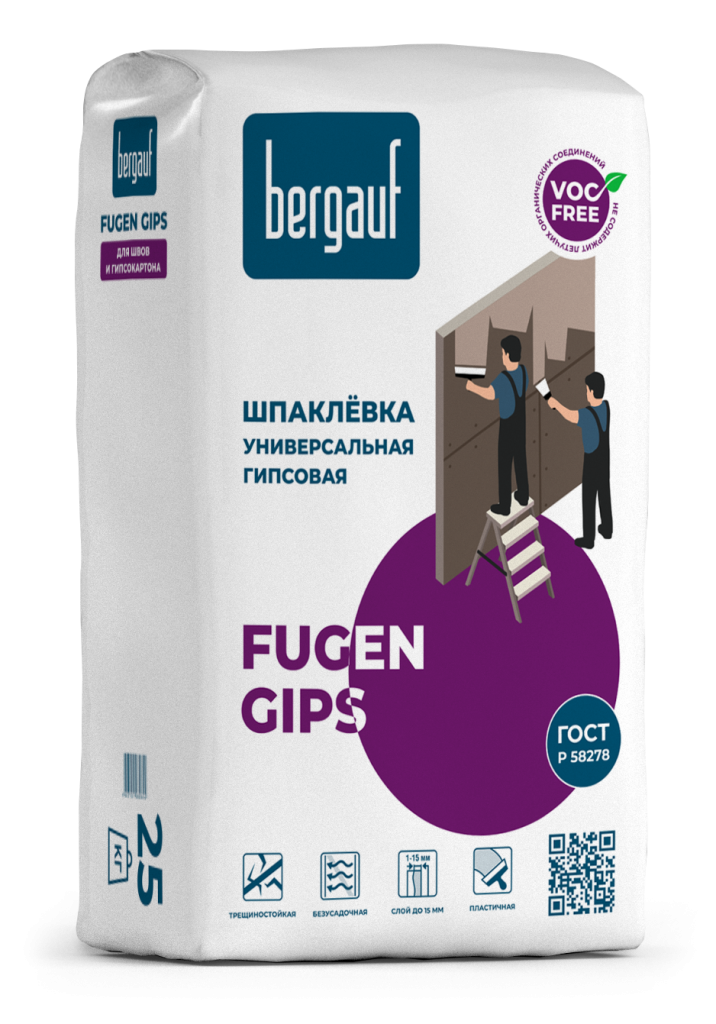 bergauf
FUGEN GIPS
ДЛЯ ШВОВ
И ГИПСОКАРТОНА
25
КГ
bergauf
НЕ СОДЕРЖИТ ЛЕТУЧИХ ОРГАНИЧЕСКИХ СОЕДИНЕНИЙ
VOC
FREE
ШПАКЛЁВКА
УНИВЕРСАЛЬНАЯ
ГИПСОВАЯ
FUGEN
GIPS
ГОСТ
Р 58278
1-15 мм
ТРЕЩИНОСТОЙКАЯ
БЕЗУСАДОЧНАЯ
СЛОЙ ДО 15 ММ
ПЛАСТИЧНАЯ